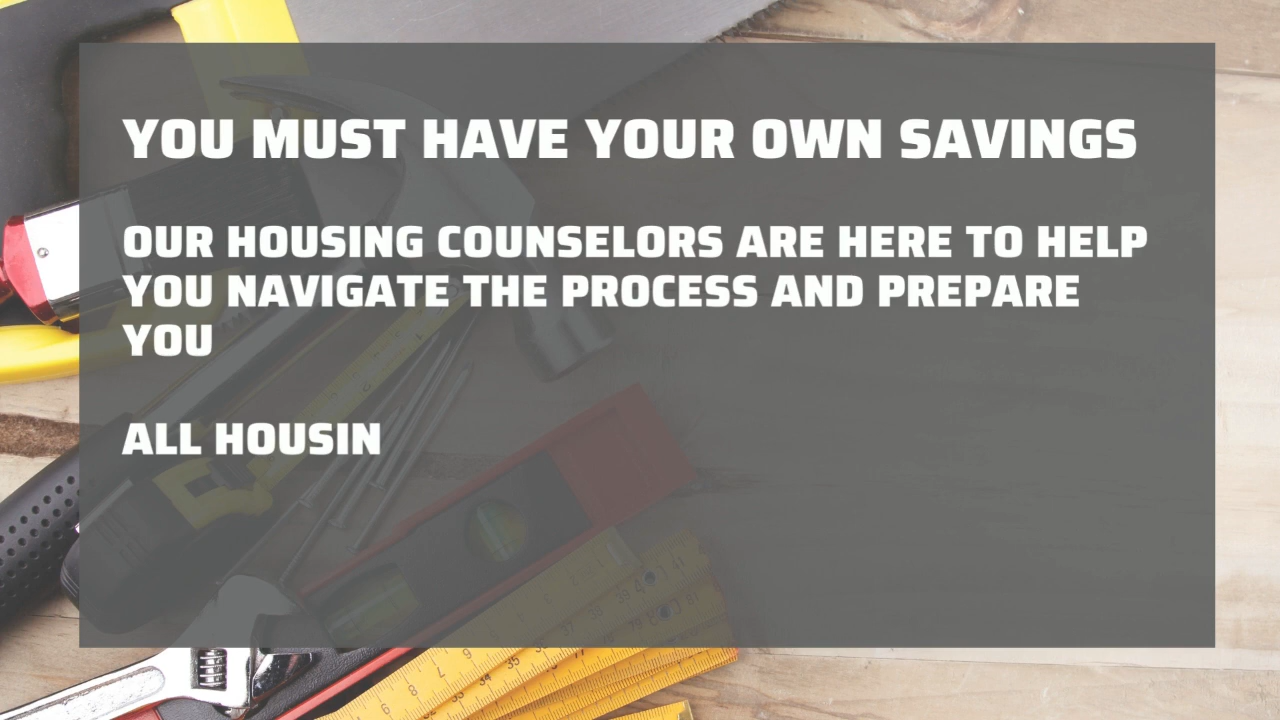 YOU MUST HAVE YOUR OWN SAVINGS
OUR HOUSING COUNSELORS ARE HERE TO HELP
YOU NAVIGATE THE PROCESS AND PREPARE
YOU
ALL HOUSIN